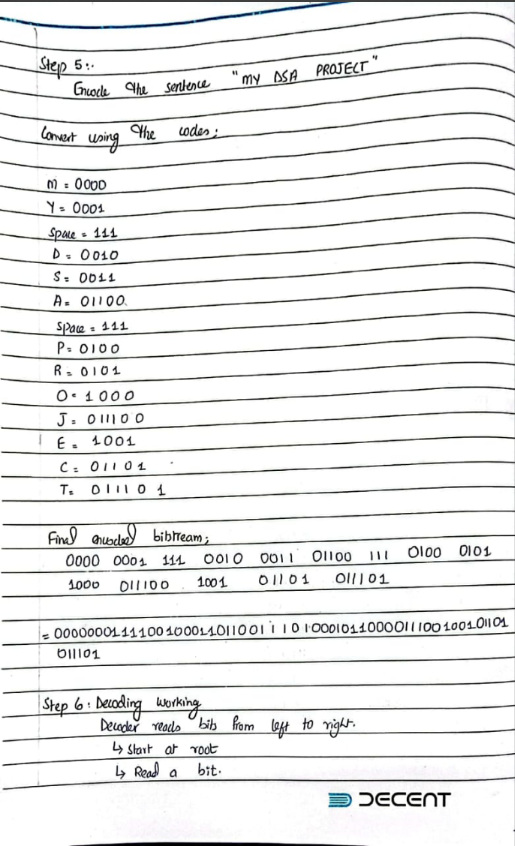 Step 5:.
Encode the sentence "MY DSA PROJECT"
Convert using the codes;
M = 0000
Y = 0001
Space = 111
D = 0010
S = 0011
A = 01100.
Space = 111
P = 0100
R = 0101
O = 1000
J = 011100
E = 1001
C = 01101
T = 011101
Final encoded bitstream;
0000 0001 111 0010 0011 01100 111 0100 0101
1000 011100 1001 01101 011101
= 000000011110010001101100111010001011000011100100101101
011101
Step 6: Decoding Working
Decoder reads bits from left to right.
↳ Start at root
↳ Read a bit.
DECENT